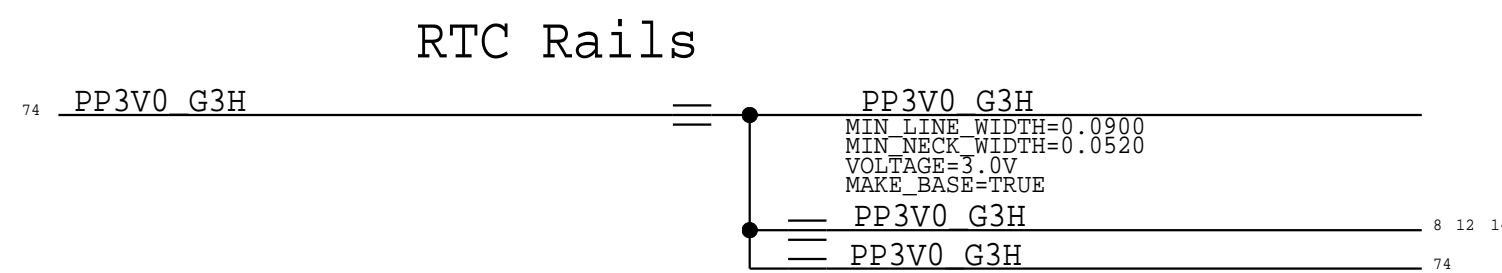 RTC Rails
74 PP3V0_G3H
PP3V0_G3H
MIN_LINE_WIDTH=0.0900
MIN_NECK_WIDTH=0.0520
VOLTAGE=3.0V
MAKE_BASE=TRUE
PP3V0_G3H 8 12
PP3V0_G3H 74